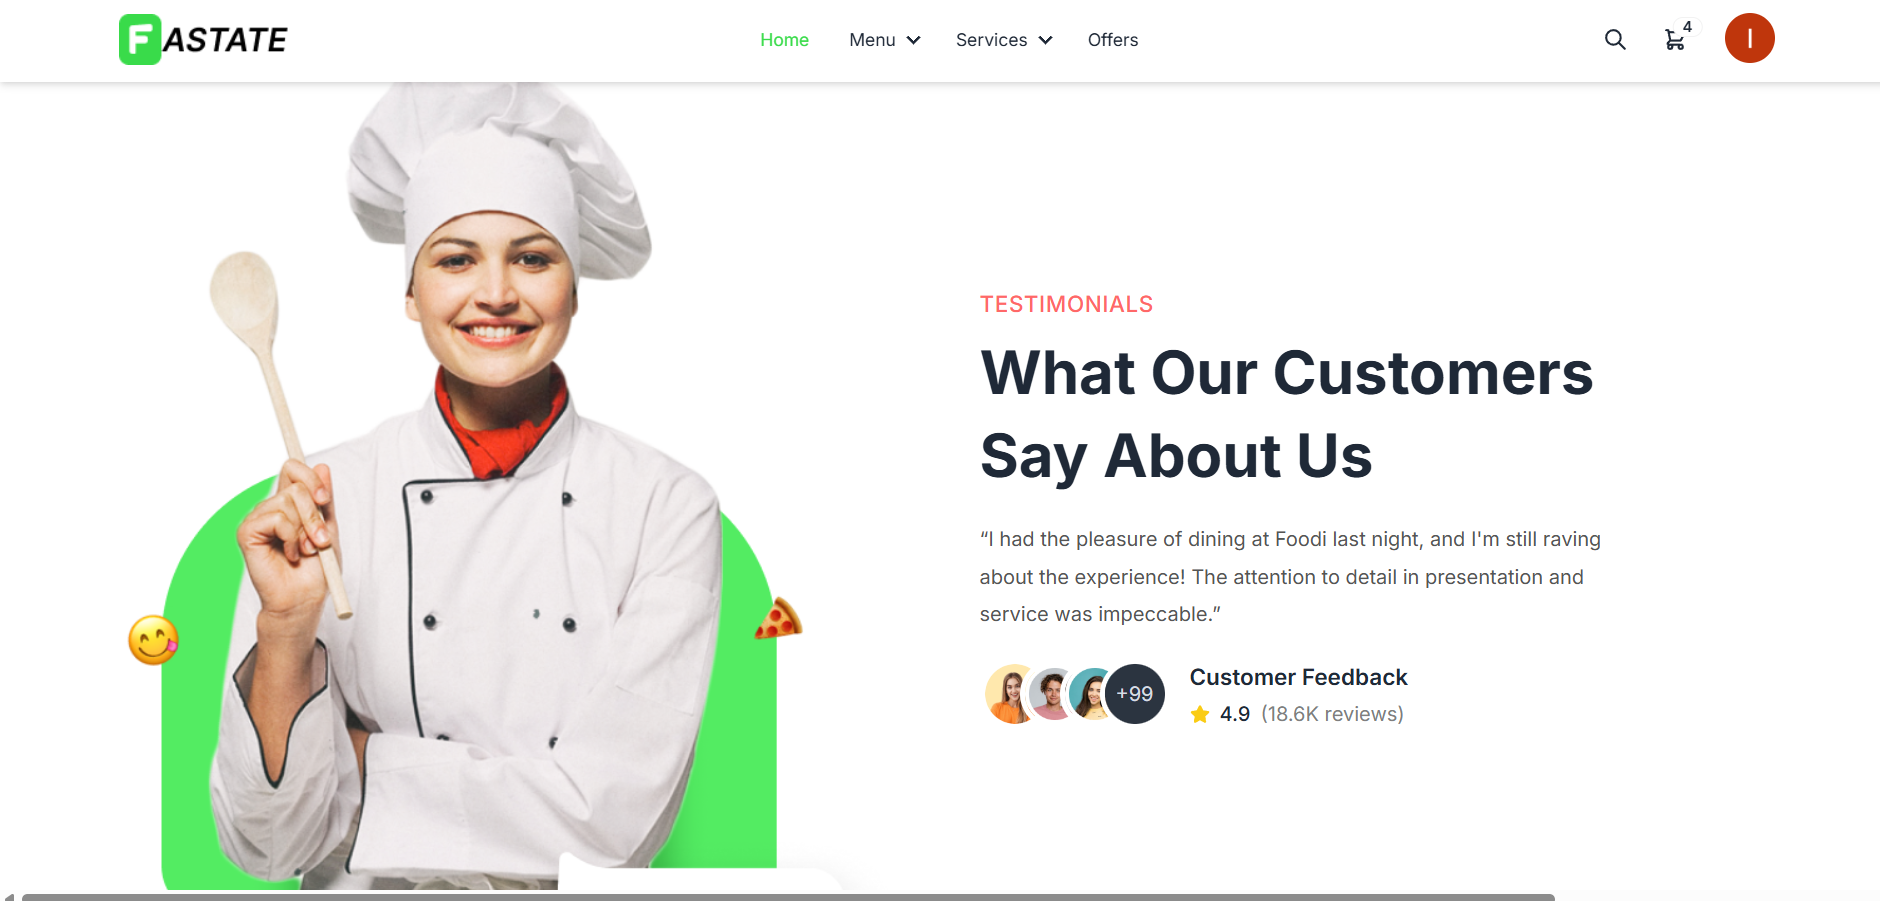 FASTATE
Home
Menu
Services
Offers
4
I
TESTIMONIALS
What Our Customers
Say About Us
“I had the pleasure of dining at Foodi last night, and I'm still raving
about the experience! The attention to detail in presentation and
service was impeccable.”
+99
Customer Feedback
4.9 (18.6K reviews)